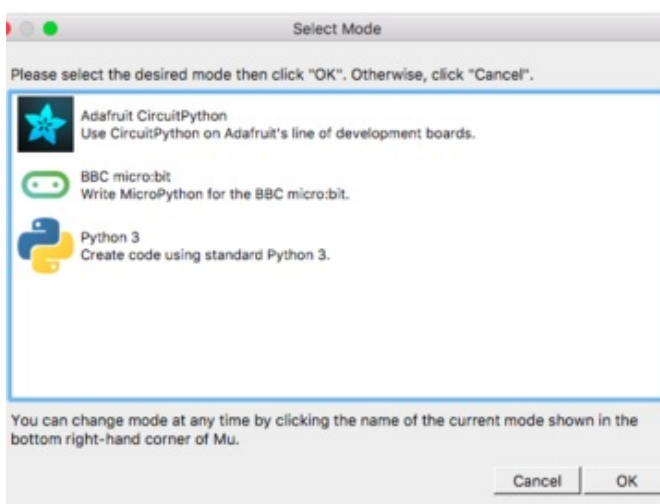 Select Mode
Please select the desired mode then click "OK". Otherwise, click "Cancel".
Adafruit CircuitPython
Use CircuitPython on Adafruit's line of development boards.
BBC micro:bit
Write MicroPython for the BBC micro:bit.
Python 3
Create code using standard Python 3.
You can change mode at any time by clicking the name of the current mode shown in the
bottom right-hand corner of Mu.
Cancel OK